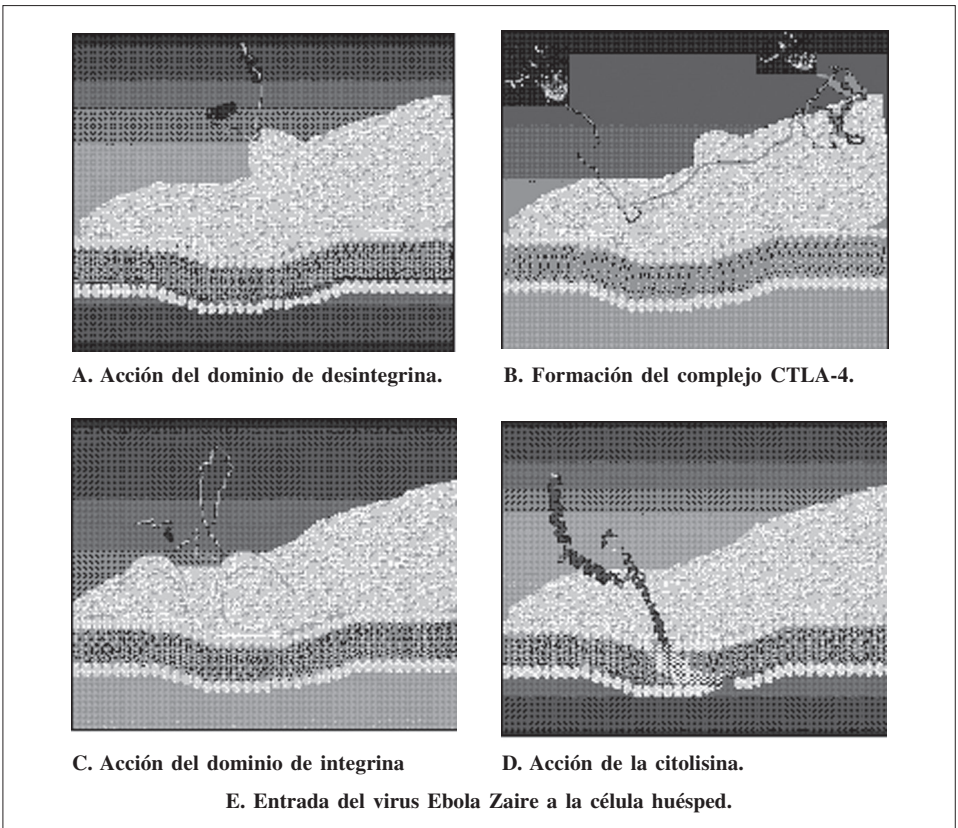 A. Acción del dominio de desintegrina.
B. Formación del complejo CTLA-4.
C. Acción del dominio de integrina
D. Acción de la citolisina.
E. Entrada del virus Ebola Zaire a la célula huésped.